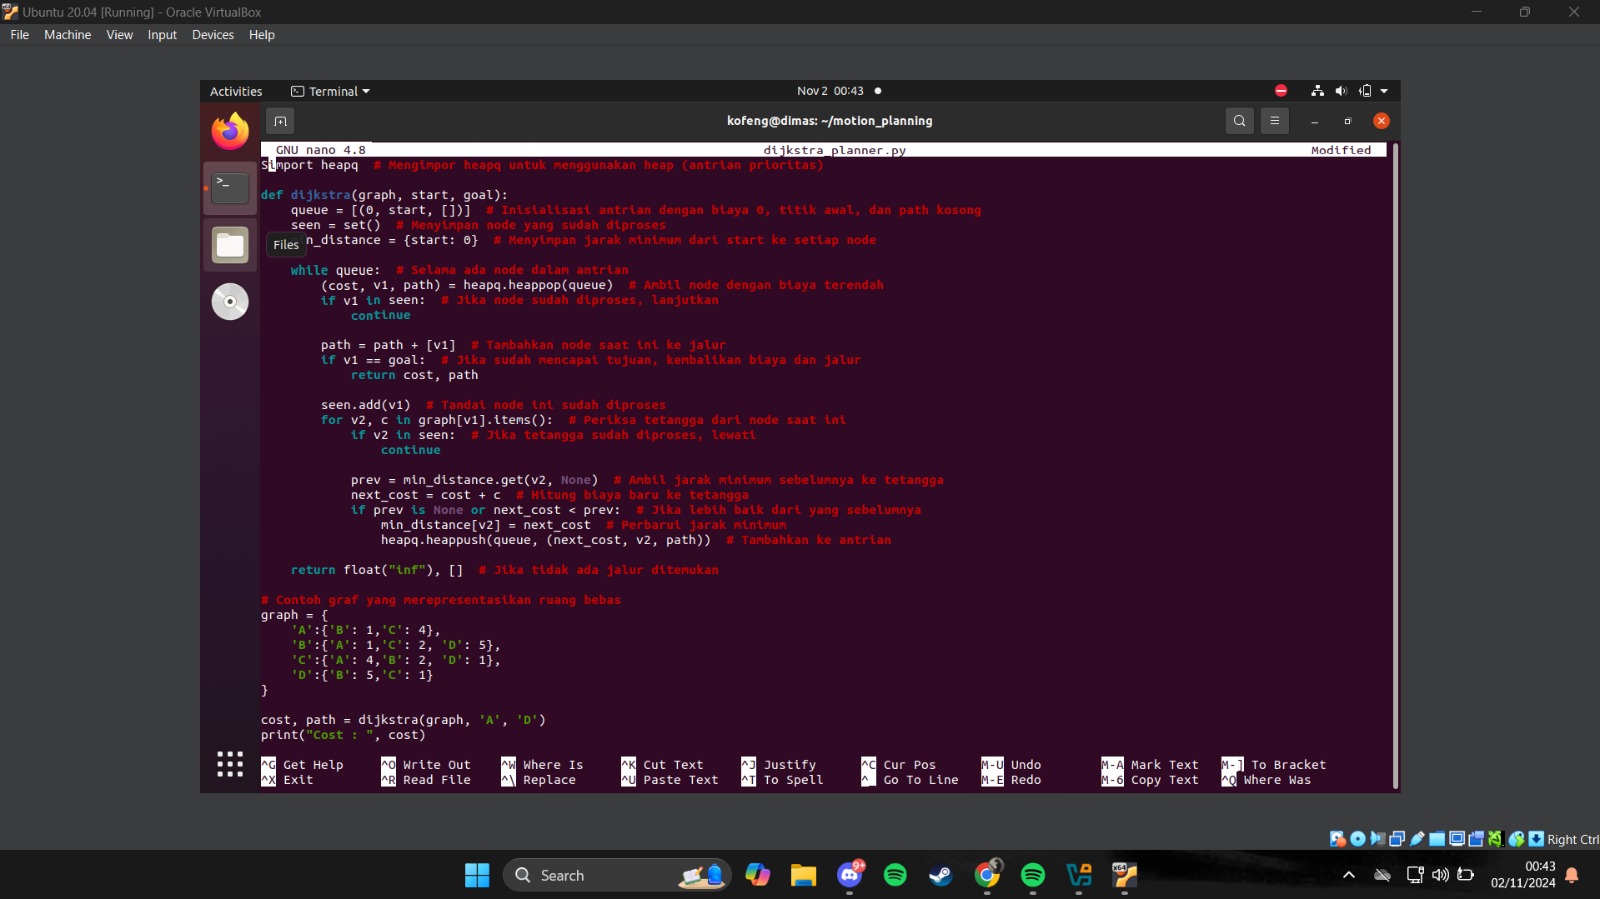 Ubuntu 20.04 [Running] - Oracle VirtualBox
File Machine View Input Devices Help
Activities Terminal Nov 2 00:43
kofeng@dimas: ~/motion_planning
GNU nano 4.8 dijkstra_planner.py Modified
Simport heapq # Mengimpor heapq untuk menggunakan heap (antrian prioritas)
def dijkstra(graph, start, goal):
queue = [(0, start, [])] # Inisialisasi antrian dengan biaya 0, titik awal, dan path kosong
seen = set() # Menyimpan node yang sudah diproses
n_distance = {start: 0} # Menyimpan jarak minimum dari start ke setiap node
Files
while queue: # Selama ada node dalam antrian
(cost, v1, path) = heapq.heappop(queue) # Ambil node dengan biaya terendah
if v1 in seen: # Jika node sudah diproses, lanjutkan
continue
path = path + [v1] # Tambahkan node saat ini ke jalur
if v1 == goal: # Jika sudah mencapai tujuan, kembalikan biaya dan jalur
return cost, path
seen.add(v1) # Tandai node ini sudah diproses
for v2, c in graph[v1].items(): # Periksa tetangga dari node saat ini
if v2 in seen: # Jika tetangga sudah diproses, lewati
continue
prev = min_distance.get(v2, None) # Ambil jarak minimum sebelumnya ke tetangga
next_cost = cost + c # Hitung biaya baru ke tetangga
if prev is None or next_cost < prev: # Jika lebih baik dari yang sebelumnya
min_distance[v2] = next_cost # Perbarui jarak minimum
heapq.heappush(queue, (next_cost, v2, path)) # Tambahkan ke antrian
return float("inf"), [] # Jika tidak ada jalur ditemukan
# Contoh graf yang merepresentasikan ruang bebas
graph = {
'A':{'B': 1,'C': 4},
'B':{'A': 1,'C': 2, 'D': 5},
'C':{'A': 4,'B': 2, 'D': 1},
'D':{'B': 5,'C': 1}
}
cost, path = dijkstra(graph, 'A', 'D')
print("Cost : ", cost)
^G Get Help ^O Write Out ^W Where Is ^K Cut Text ^J Justify ^C Cur Pos M-U Undo M-A Mark Text M-] To Bracket
^X Exit ^R Read File ^\ Replace ^U Paste Text ^T To Spell ^_ Go To Line M-E Redo M-6 Copy Text ^Q Where Was
Right Ctrl
Search 9+ 00:43
02/11/2024